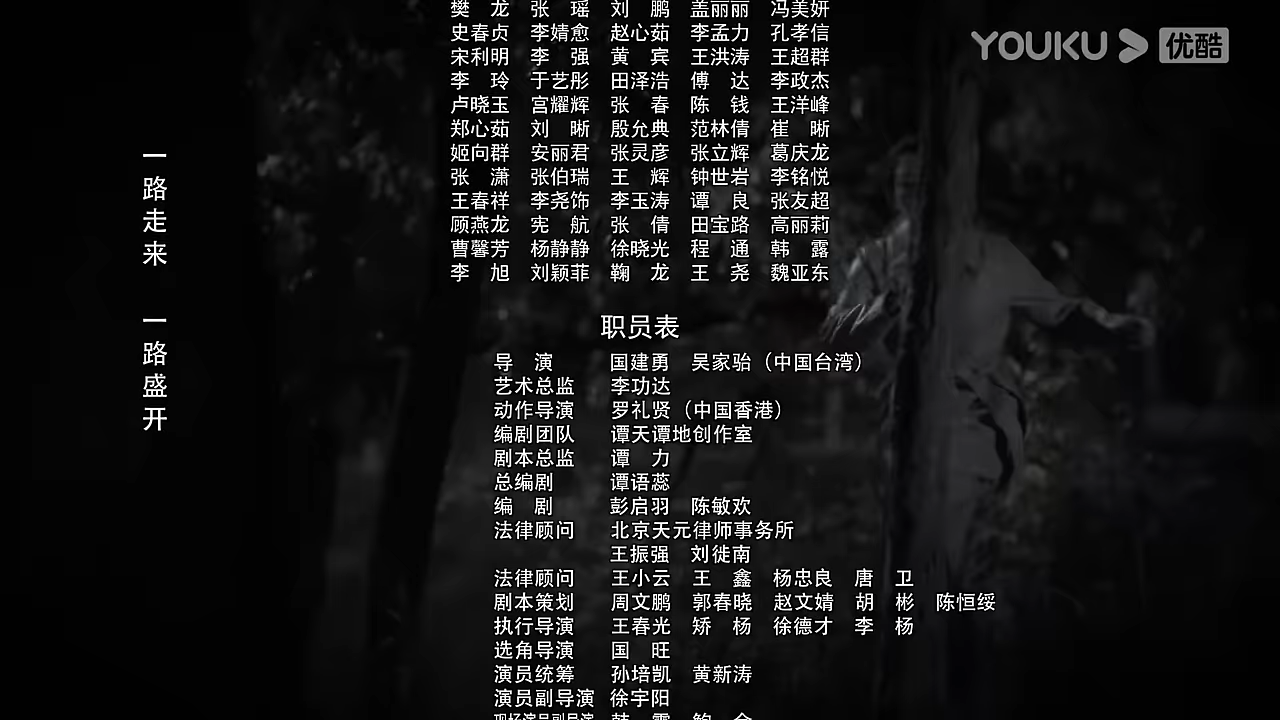 樊　龙　张　瑶　刘　鹏　盖丽丽　冯美妍
史春贞　李婧愈　赵心茹　李孟力　孔孝信
宋利明　李　强　黄　宾　王洪涛　王超群
李　玲　于艺彤　田泽浩　傅　达　李政杰
卢晓玉　宫耀辉　张　春　陈　钱　王洋峰
郑心茹　刘　晰　殷允典　范林倩　崔　晰
姬向群　安丽君　张灵彦　张立辉　葛庆龙
张　潇　张伯瑞　王　辉　钟世岩　李铭悦
王春祥　李尧饰　李玉涛　谭　良　张友超
顾燕龙　宪　航　张　倩　田宝路　高丽莉
曹馨芳　杨静静　徐晓光　程　通　韩　露
李　旭　刘颖菲　鞠　龙　王　尧　魏亚东
YOUKU 优酷
一路走来　一路盛开
职员表
导　演　国建勇　吴家骀（中国台湾）
艺术总监　李功达
动作导演　罗礼贤（中国香港）
编剧团队　谭天谭地创作室
剧本总监　谭　力
总编剧　谭语蕊
编　剧　彭启羽　陈敏欢
法律顾问　北京天元律师事务所
王振强　刘徙南
法律顾问　王小云　王　鑫　杨忠良　唐　卫
剧本策划　周文鹏　郭春晓　赵文婧　胡　彬　陈恒绥
执行导演　王春光　矫　杨　徐德才　李　杨
选角导演　国　旺
演员统筹　孙培凯　黄新涛
演员副导演　徐宇阳
现场演员副导演　韩　露